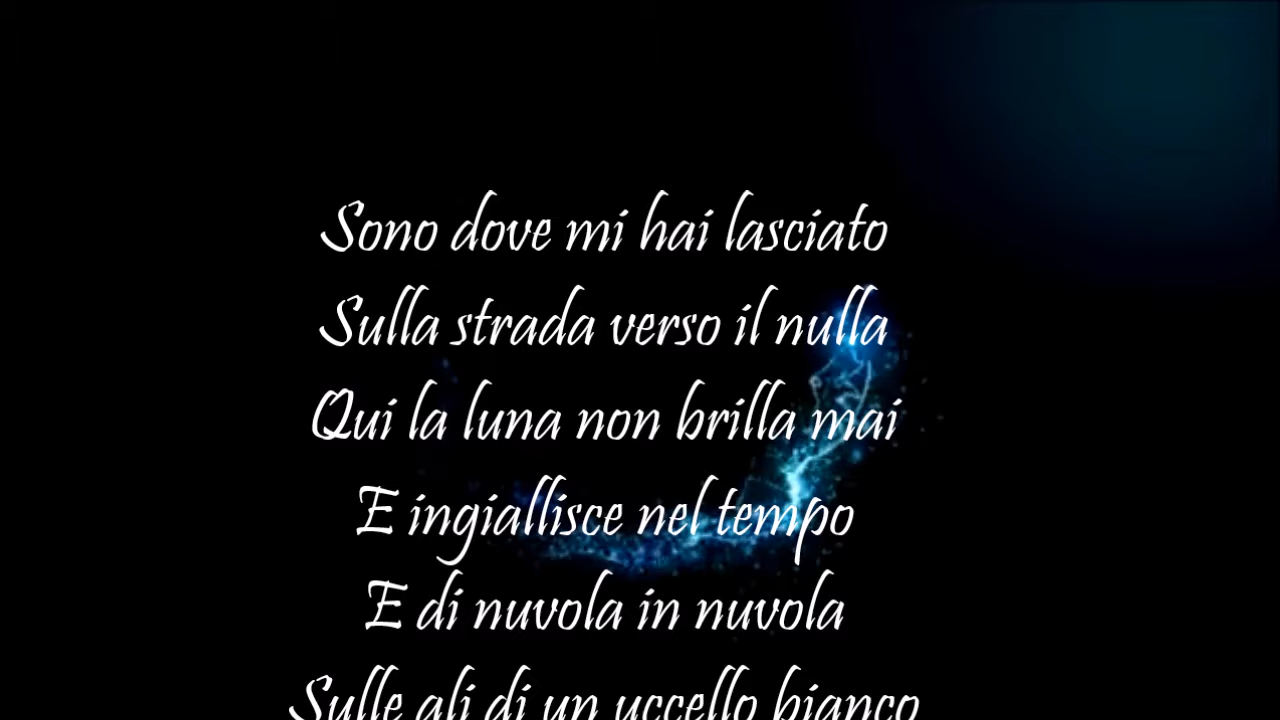 Sono dove mi hai lasciato
Sulla strada verso il nulla
Qui la luna non brilla mai
E ingiallisce nel tempo
E di nuvola in nuvola
Sulle ali di un uccello bianco